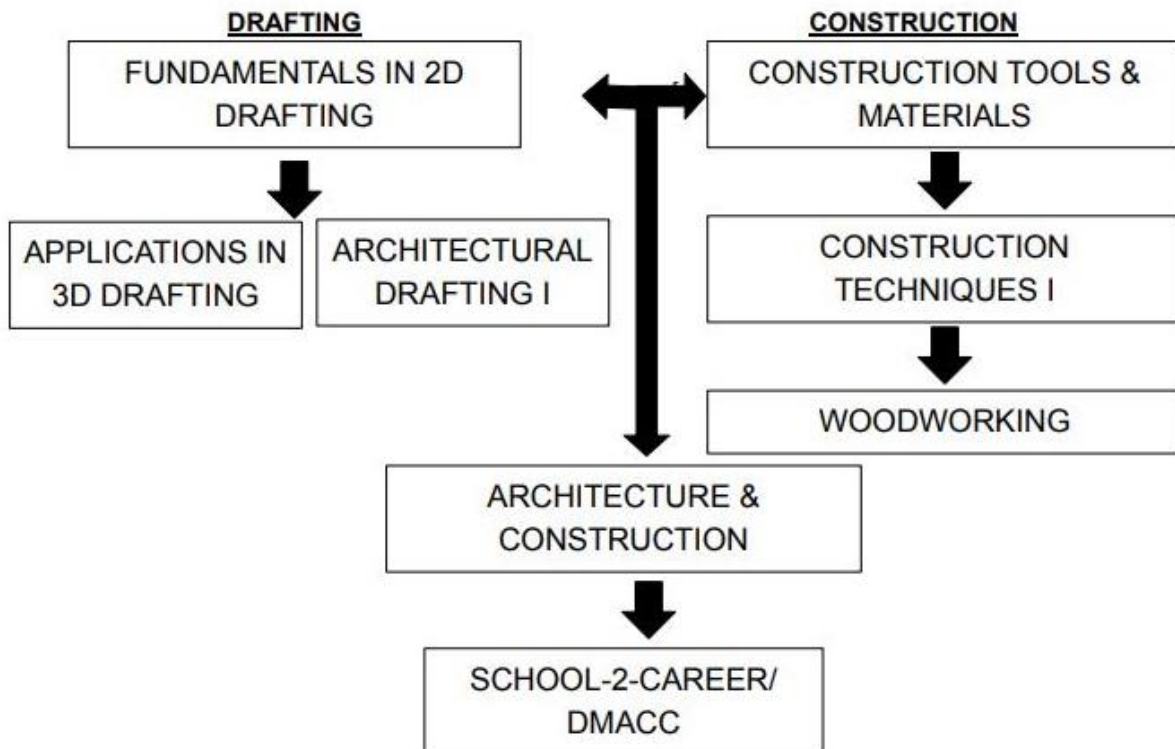 DRAFTING
CONSTRUCTION
FUNDAMENTALS IN 2D
DRAFTING
CONSTRUCTION TOOLS &
MATERIALS
APPLICATIONS IN
3D DRAFTING
ARCHITECTURAL
DRAFTING I
CONSTRUCTION
TECHNIQUES I
WOODWORKING
ARCHITECTURE &
CONSTRUCTION
SCHOOL-2-CAREER/
DMACC